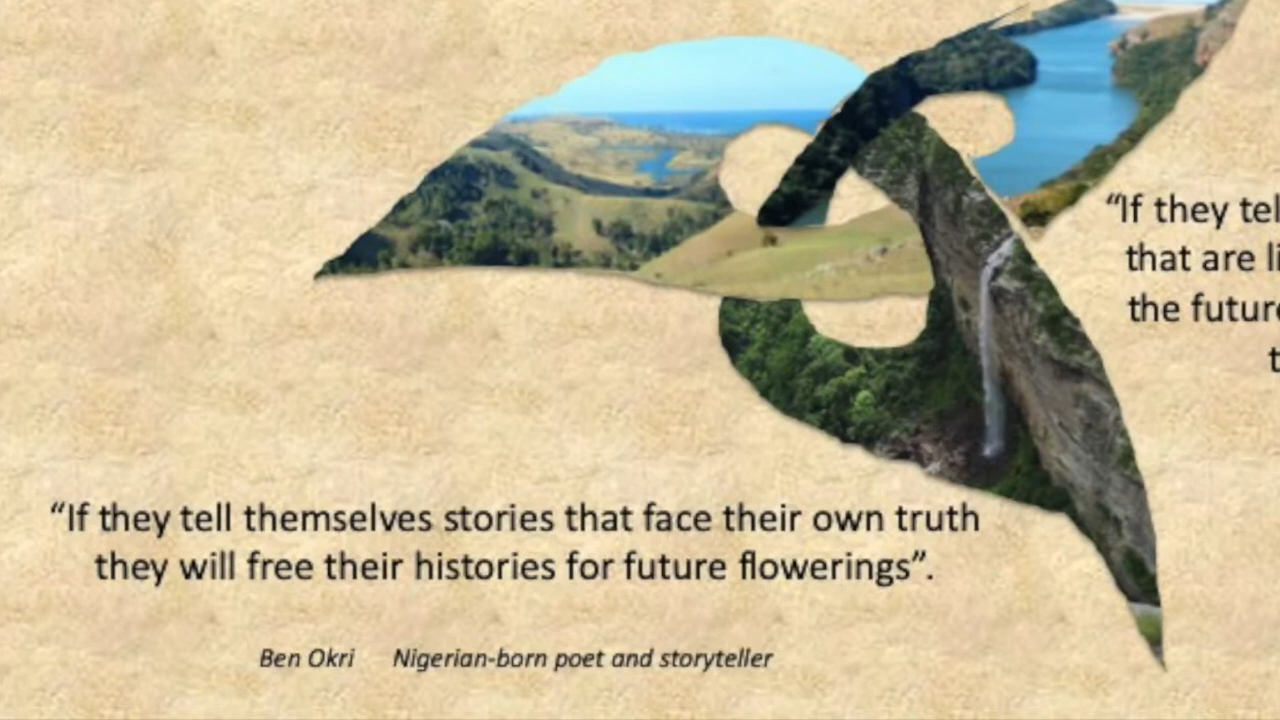 “If they tel
that are li
the future
t
“If they tell themselves stories that face their own truth
they will free their histories for future flowerings”.
Ben Okri Nigerian-born poet and storyteller